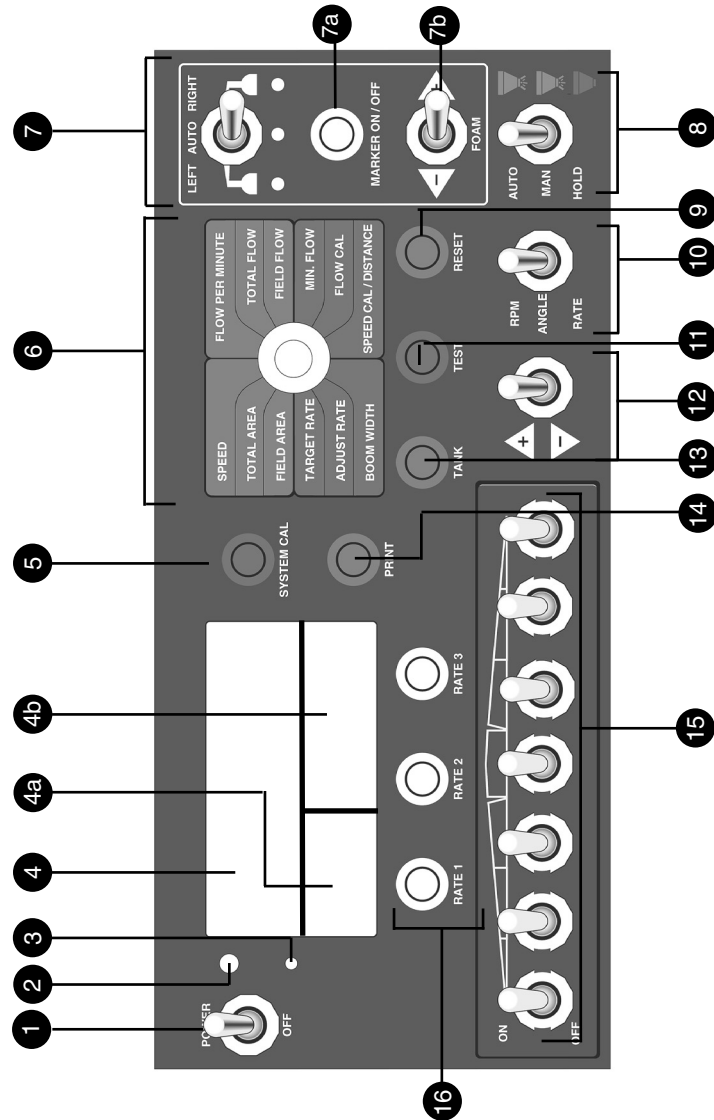 1
2
3
4
4a
4b
5
6
7
POWER
OFF
SYSTEM CAL
PRINT
SPEED
TOTAL AREA
FIELD AREA
TARGET RATE
ADJUST RATE
BOOM WIDTH
FLOW PER MINUTE
TOTAL FLOW
FIELD FLOW
MIN. FLOW
FLOW CAL
SPEED CAL / DISTANCE
LEFT AUTO RIGHT
7a
MARKER ON / OFF
7b
− +
FOAM
RATE 1
RATE 2
RATE 3
TANK
TEST
RESET
16
ON
OFF
+
−
RPM
ANGLE
RATE
AUTO
MAN
HOLD
15
14
13
12
11
10
9
8